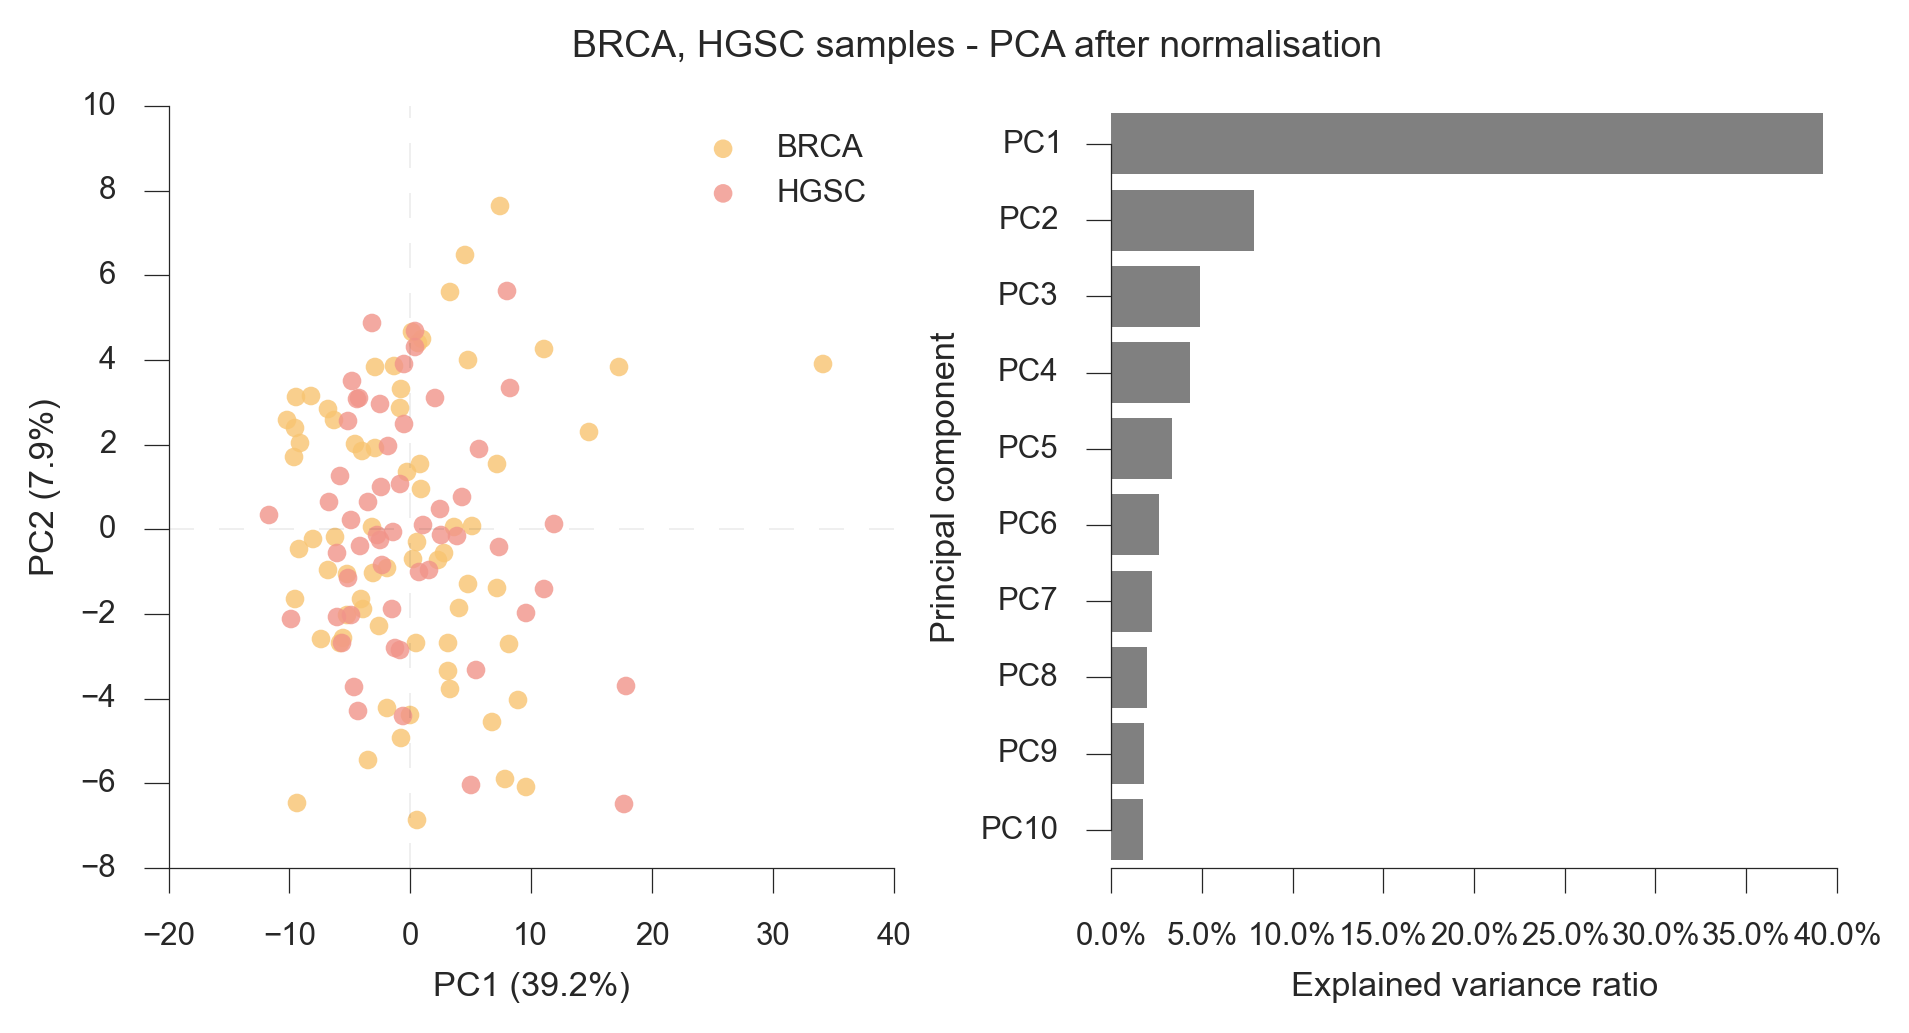 BRCA, HGSC samples - PCA after normalisation
10
8
6
4
2
0
−2
−4
−6
−8
PC2 (7.9%)
BRCA
HGSC
−20 −10 0 10 20 30 40
PC1 (39.2%)
Principal component
PC1
PC2
PC3
PC4
PC5
PC6
PC7
PC8
PC9
PC10
0.0% 5.0% 10.0% 15.0% 20.0% 25.0% 30.0% 35.0% 40.0%
Explained variance ratio